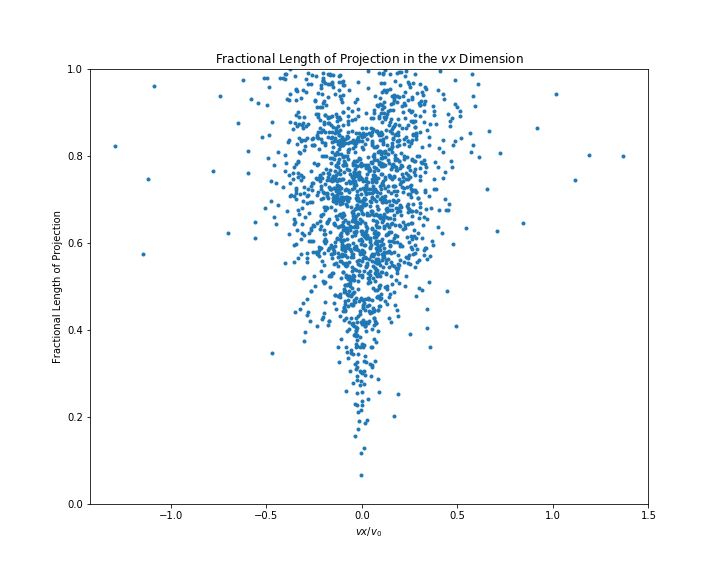 Fractional Length of Projection in the vx Dimension
1.0
0.8
0.6
0.4
0.2
0.0
Fractional Length of Projection
−1.0 −0.5 0.0 0.5 1.0 1.5
vx/v₀